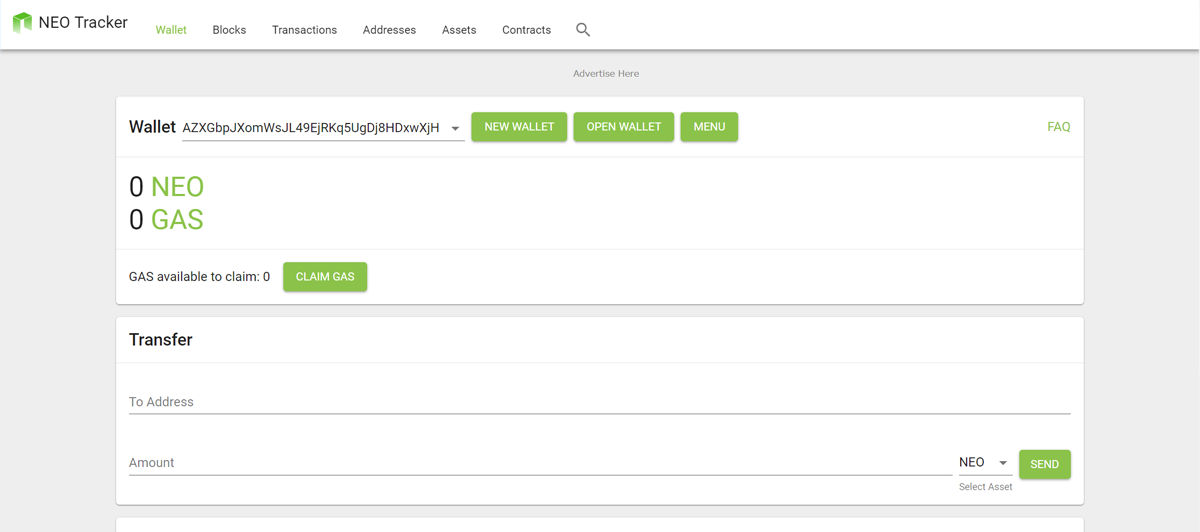 NEO Tracker Wallet Blocks Transactions Addresses Assets Contracts
Advertise Here
Wallet AZXGbpJXomWsJL49EjRKq5UgDj8HDxwXjH NEW WALLET OPEN WALLET MENU FAQ
0 NEO
0 GAS
GAS available to claim: 0 CLAIM GAS
Transfer
To Address
Amount NEO SEND
Select Asset